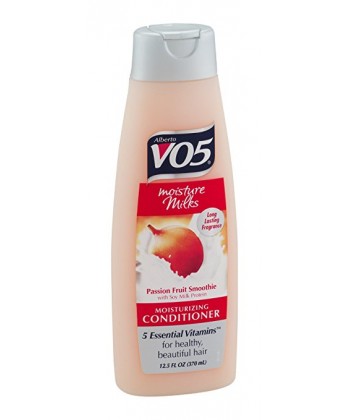 Alberto
VO5
moisture
Milks
Long
Lasting
Fragrance
Passion Fruit Smoothie
with Soy Milk Protein
MOISTURIZING
CONDITIONER
5 Essential Vitamins™
for healthy,
beautiful hair
12.5 FL OZ (370 mL)